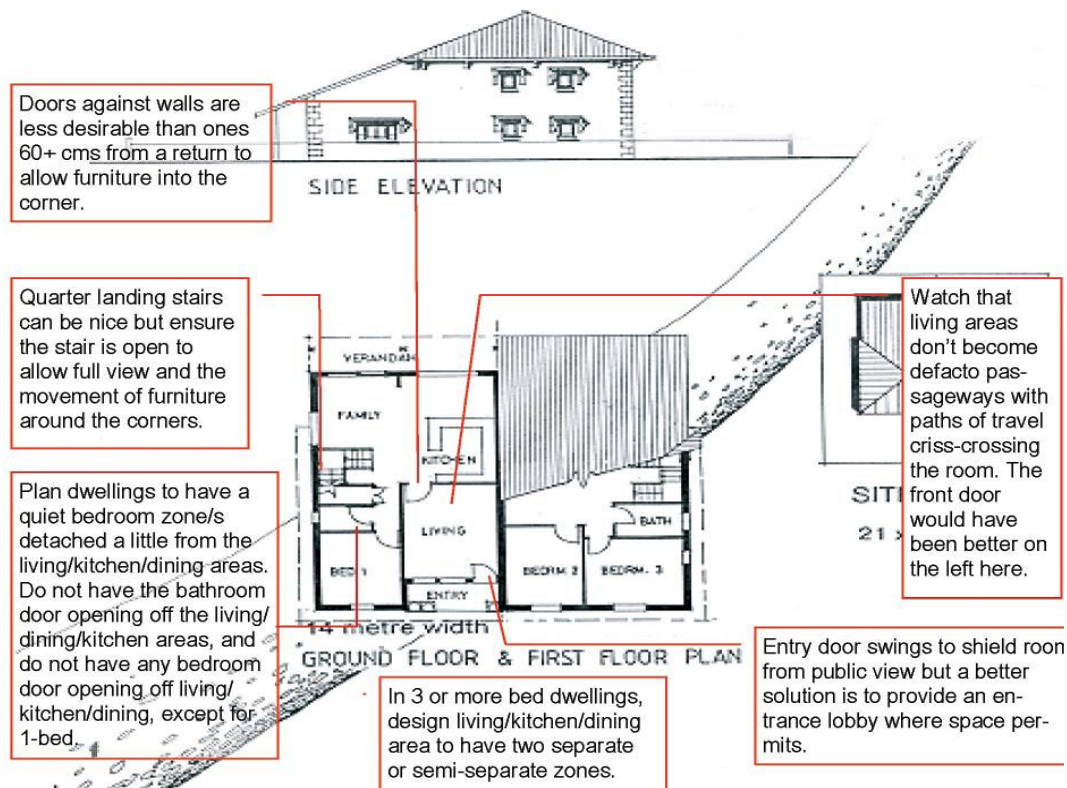 Doors against walls are
less desirable than ones
60+ cms from a return to
allow furniture into the
corner.
SIDE ELEVATION
Quarter landing stairs
can be nice but ensure
the stair is open to
allow full view and the
movement of furniture
around the corners.
Watch that
living areas
don't become
defacto pas-
sageways with
paths of travel
criss-crossing
the room. The
front door
would have
been better on
the left here.
VERANDAH
FAMILY
KITCHEN
LIVING
BED 1
ENTRY
BATH
BEDRM. 2
BEDRM. 3
SIT
21 x
Plan dwellings to have a
quiet bedroom zone/s
detached a little from the
living/kitchen/dining areas.
Do not have the bathroom
door opening off the living/
dining/kitchen areas, and
do not have any bedroom
door opening off living/
kitchen/dining, except for
1-bed.
14 metre width
GROUND FLOOR & FIRST FLOOR PLAN
In 3 or more bed dwellings,
design living/kitchen/dining
area to have two separate
or semi-separate zones.
Entry door swings to shield room
from public view but a better
solution is to provide an en-
trance lobby where space per-
mits.